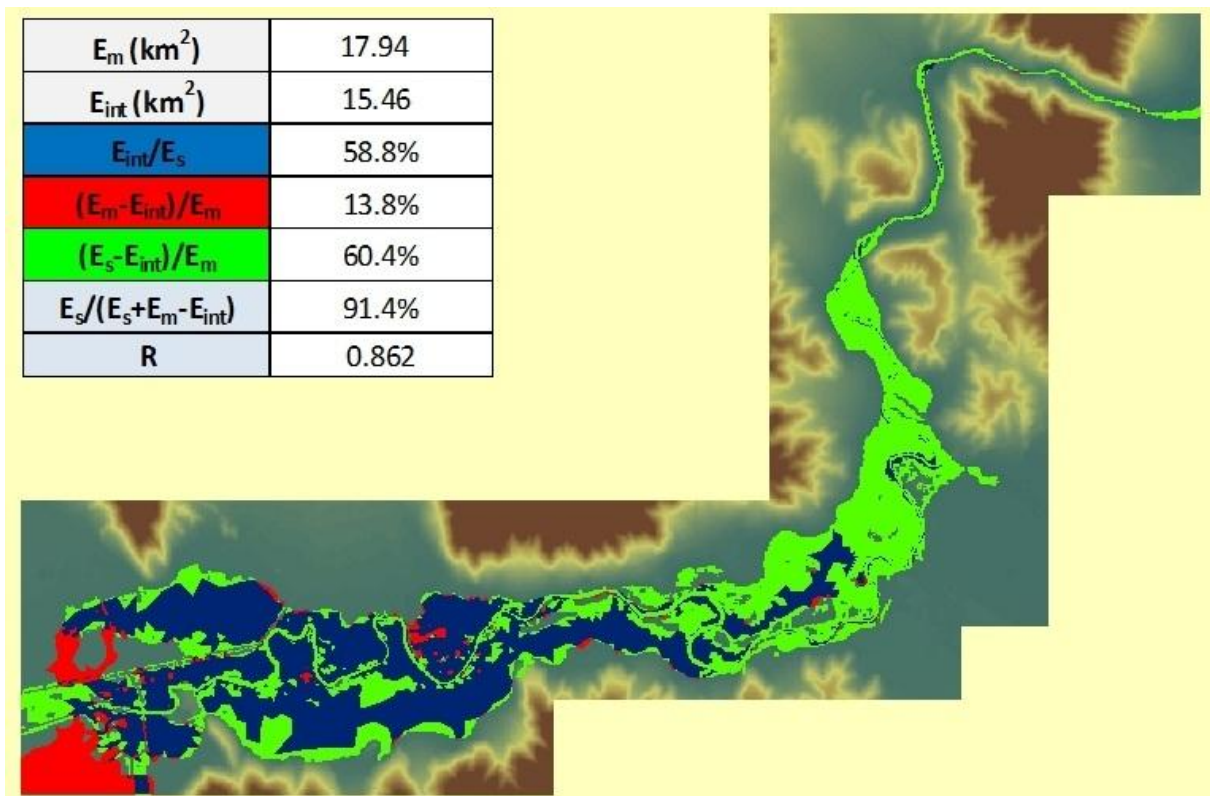 Em (km²) 17.94
Eint (km²) 15.46
Eint/Es 58.8%
(Em-Eint)/Em 13.8%
(Es-Eint)/Em 60.4%
Es/(Es+Em-Eint) 91.4%
R 0.862